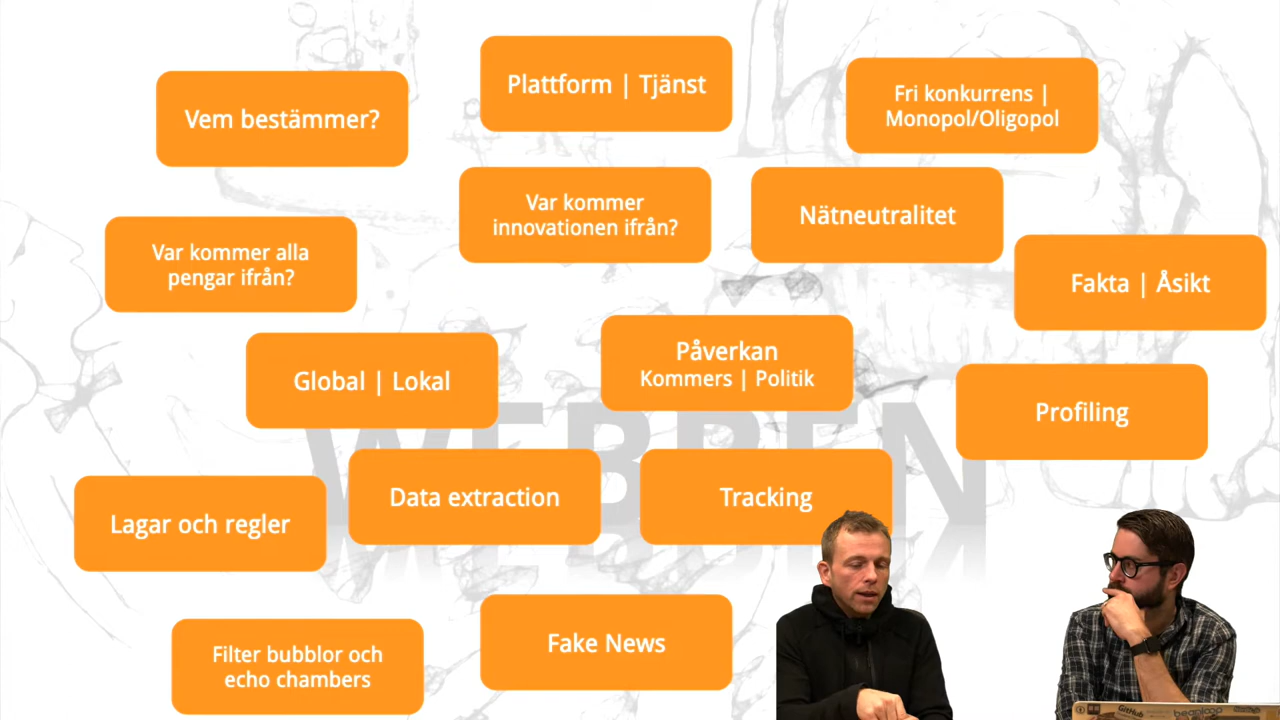 Plattform | Tjänst
Vem bestämmer?
Fri konkurrens |
Monopol/Oligopol
Var kommer
innovationen ifrån?
Nätneutralitet
Var kommer alla
pengar ifrån?
Fakta | Åsikt
Påverkan
Kommers | Politik
Global | Lokal
Profiling
WEBBEN
Data extraction
Tracking
Lagar och regler
Fake News
Filter bubblor och
echo chambers
GitHub